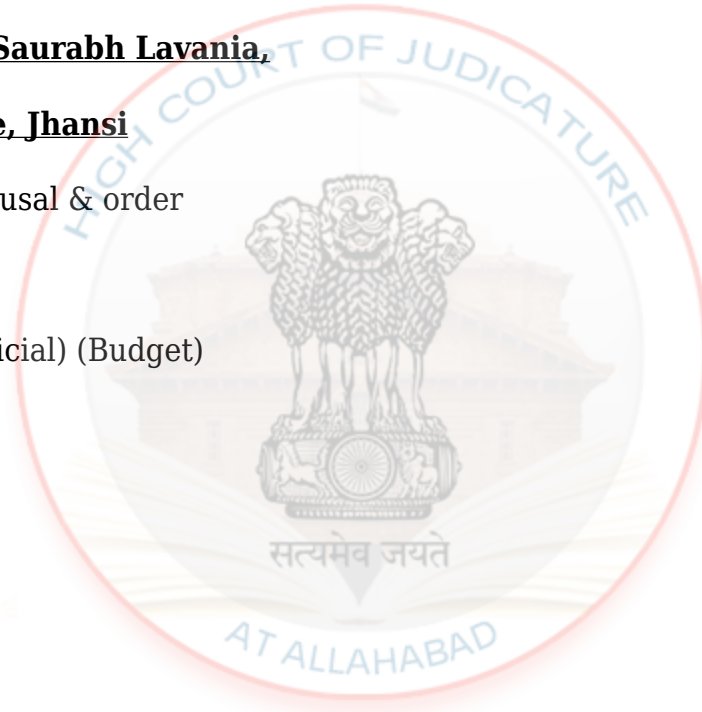 Saurabh Lavania,
e, Jhansi
usal & order
icial) (Budget)
HIGH COURT OF JUDICATURE
सत्यमेव जयते
AT ALLAHABAD